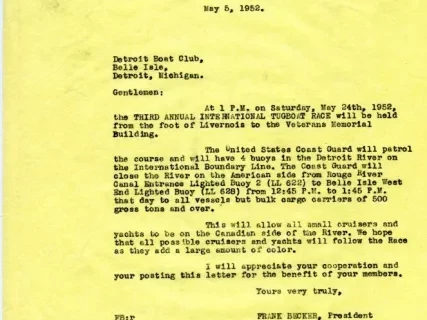 May 5, 1952.
Detroit Boat Club,
Belle Isle,
Detroit, Michigan.
Gentlemen:
At 1 P.M. on Saturday, May 24th, 1952,
the THIRD ANNUAL INTERNATIONAL TUGBOAT RACE will be held
from the foot of Livernois to the Veterans Memorial
Building.
The United States Coast Guard will patrol
the course and will have 4 buoys in the Detroit River on
the International Boundary Line. The Coast Guard will
close the River on the American side from Rouge River
Canal Entrance Lighted Buoy 2 (LL 622) to Belle Isle West
End Lighted Buoy (LL 628) from 12:45 P.M. to 1:45 P.M.
that day to all vessels but bulk cargo carriers of 500
gross tons and over.
This will allow all small cruisers and
yachts to be on the Canadian side of the River. We hope
that all possible cruisers and yachts will follow the Race
as they add a large amount of color.
I will appreciate your cooperation and
your posting this letter for the benefit of your members.
Yours very truly,
FB:r FRANK BECKER, President